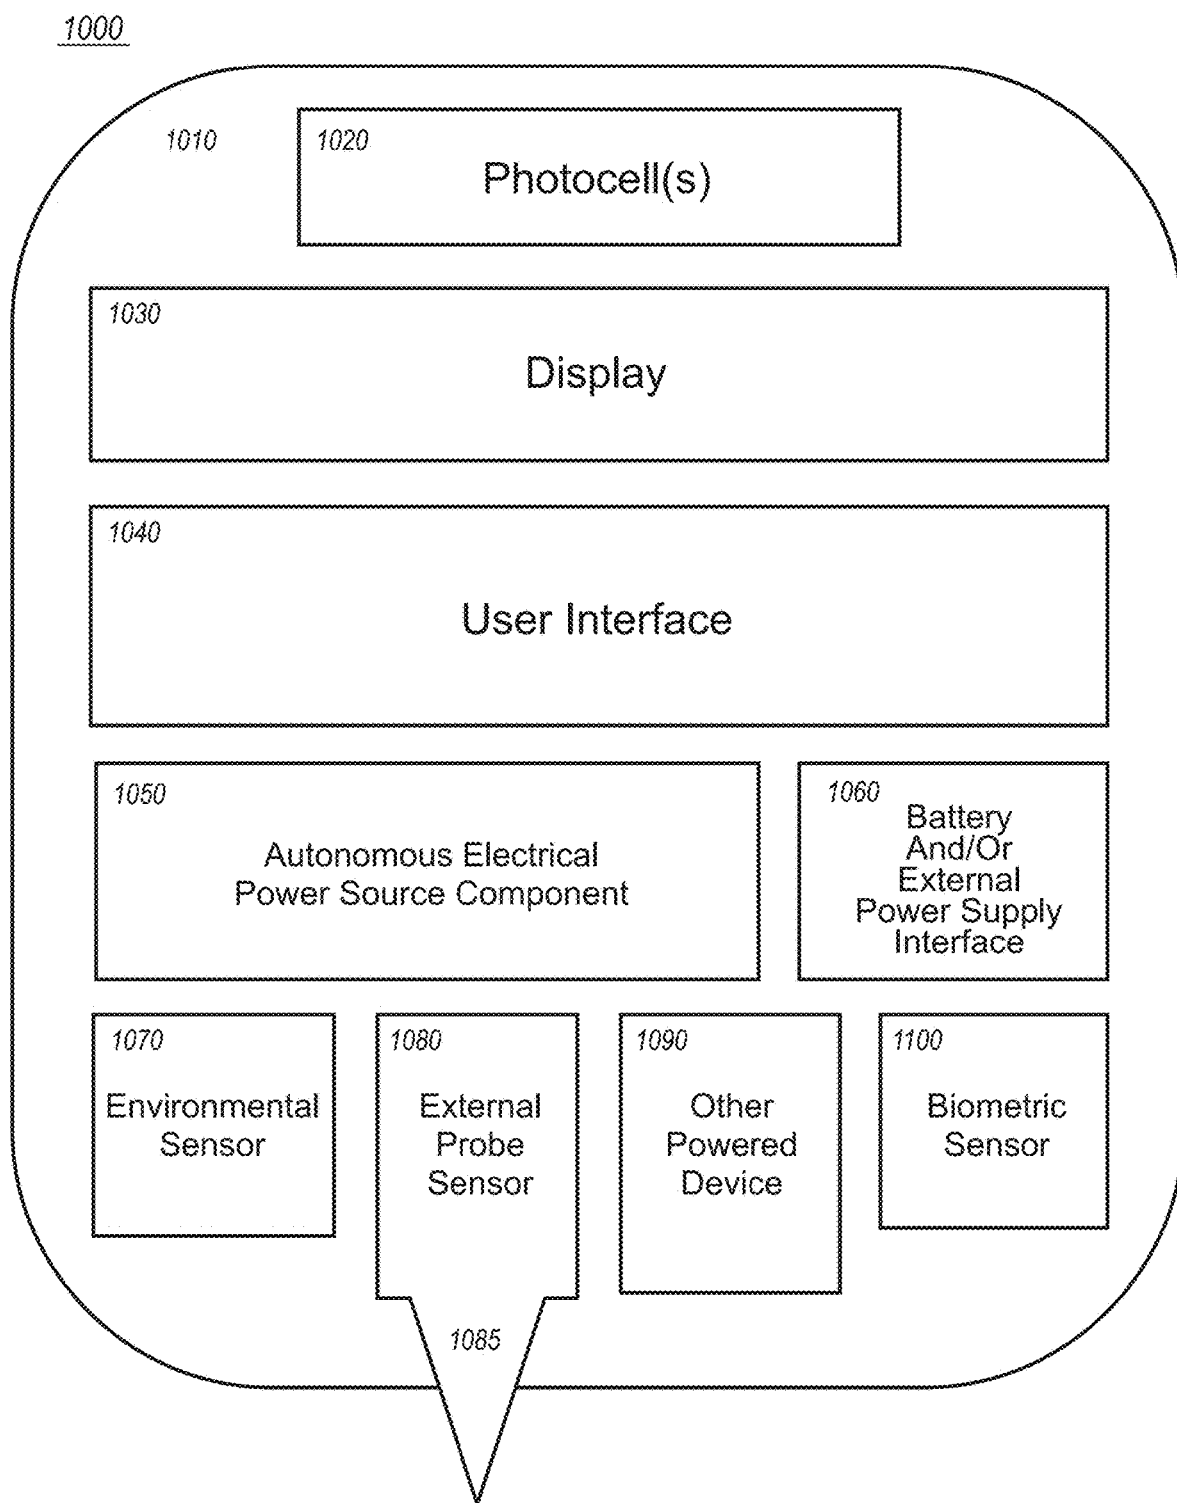 1000
1010
1020
Photocell(s)
1030
Display
1040
User Interface
1050
Autonomous Electrical
Power Source Component
1060
Battery
And/Or
External
Power Supply
Interface
1070
Environmental
Sensor
1080
External
Probe
Sensor
1085
1090
Other
Powered
Device
1100
Biometric
Sensor